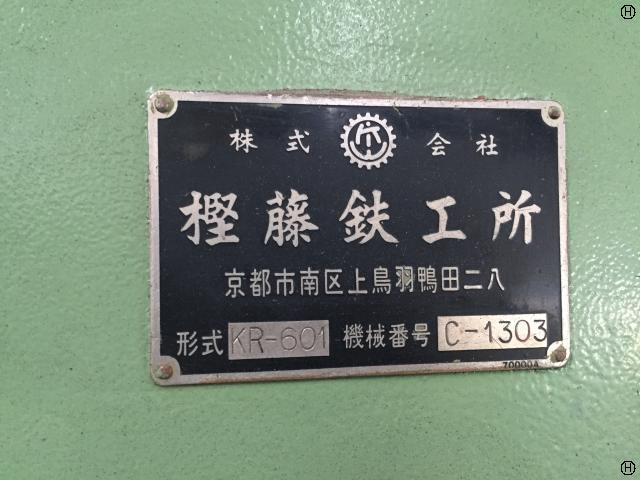 株式 会社
樫藤鉄工所
京都市南区上鳥羽鴨田二八
形式 KR-601 機械番号 C-1303
70000A